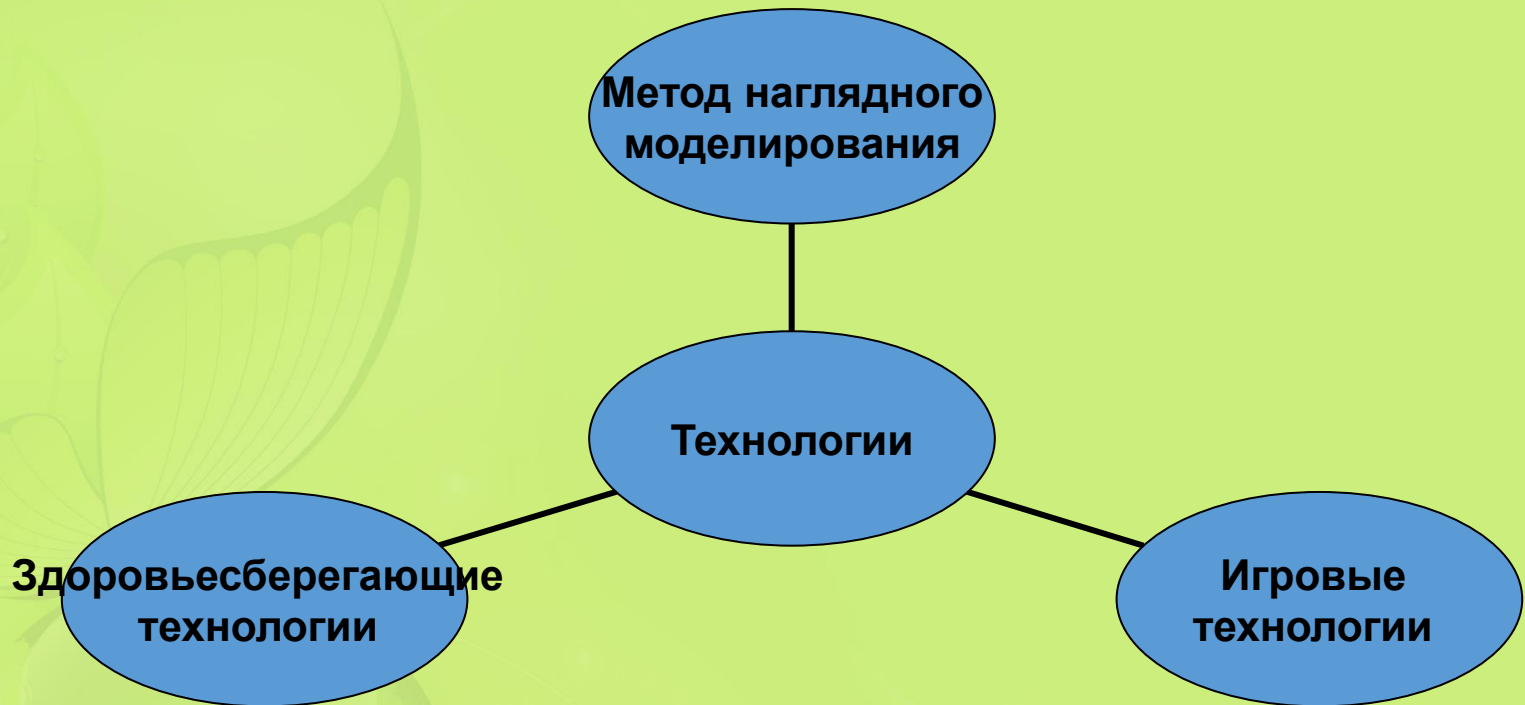 Метод наглядного
моделирования
Технологии
Здоровьесберегающие
технологии
Игровые
технологии